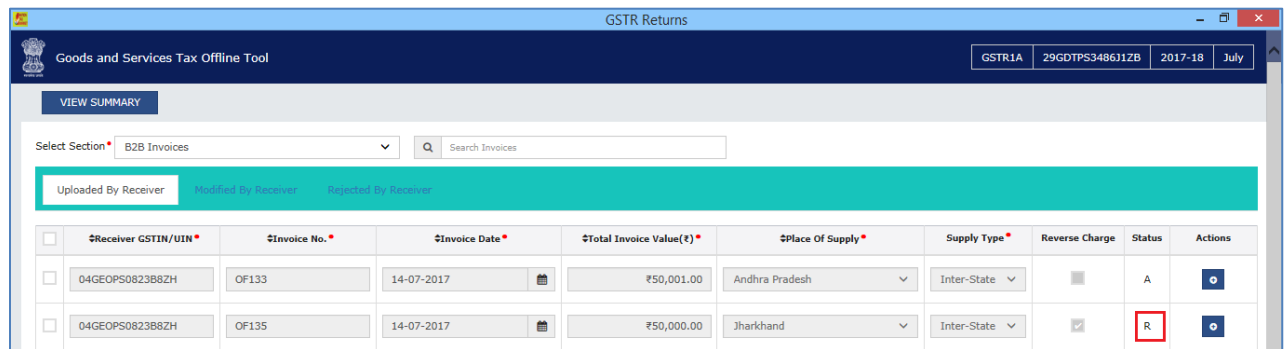 GSTR Returns
Goods and Services Tax Offline Tool GSTR1A 29GDTPS3486J1ZB 2017-18 July
VIEW SUMMARY
Select Section• B2B Invoices Search Invoices
Uploaded By Receiver Modified By Receiver Rejected By Receiver
Receiver GSTIN/UIN• Invoice No.• Invoice Date• Total Invoice Value(₹)• Place Of Supply• Supply Type• Reverse Charge Status Actions
04GEOPS0823B8ZH OF133 14-07-2017 ₹50,001.00 Andhra Pradesh Inter-State A
04GEOPS0823B8ZH OF135 14-07-2017 ₹50,000.00 Jharkhand Inter-State R